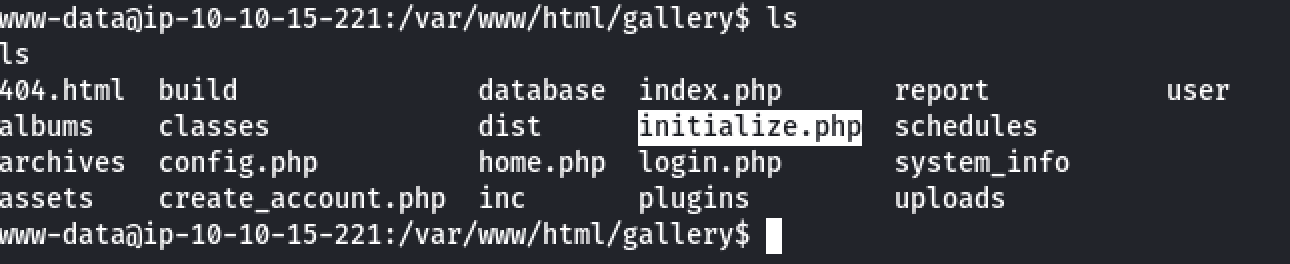 www-data@ip-10-10-15-221:/var/www/html/gallery$ ls
ls
404.html build database index.php report user
albums classes dist initialize.php schedules
archives config.php home.php login.php system_info
assets create_account.php inc plugins uploads
www-data@ip-10-10-15-221:/var/www/html/gallery$